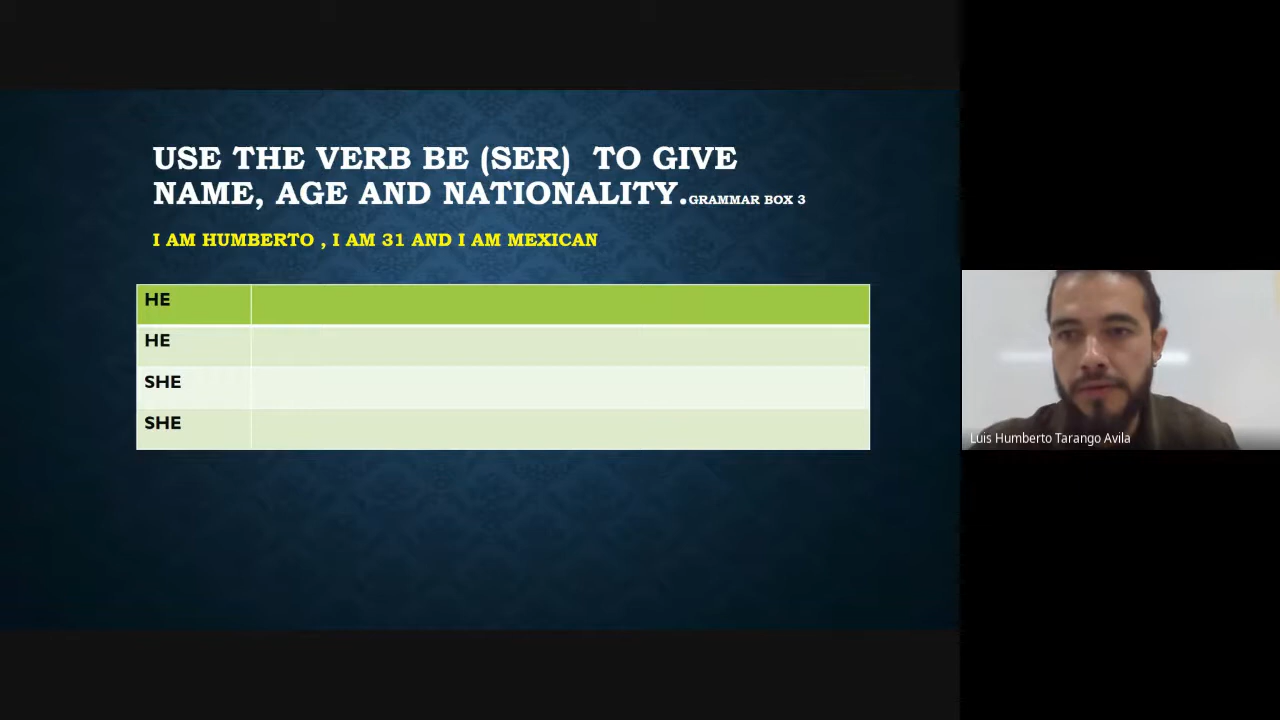 USE THE VERB BE (SER) TO GIVE
NAME, AGE AND NATIONALITY.GRAMMAR BOX 3
I AM HUMBERTO , I AM 31 AND I AM MEXICAN
HE
HE
SHE
SHE
Luis Humberto Tarango Avila